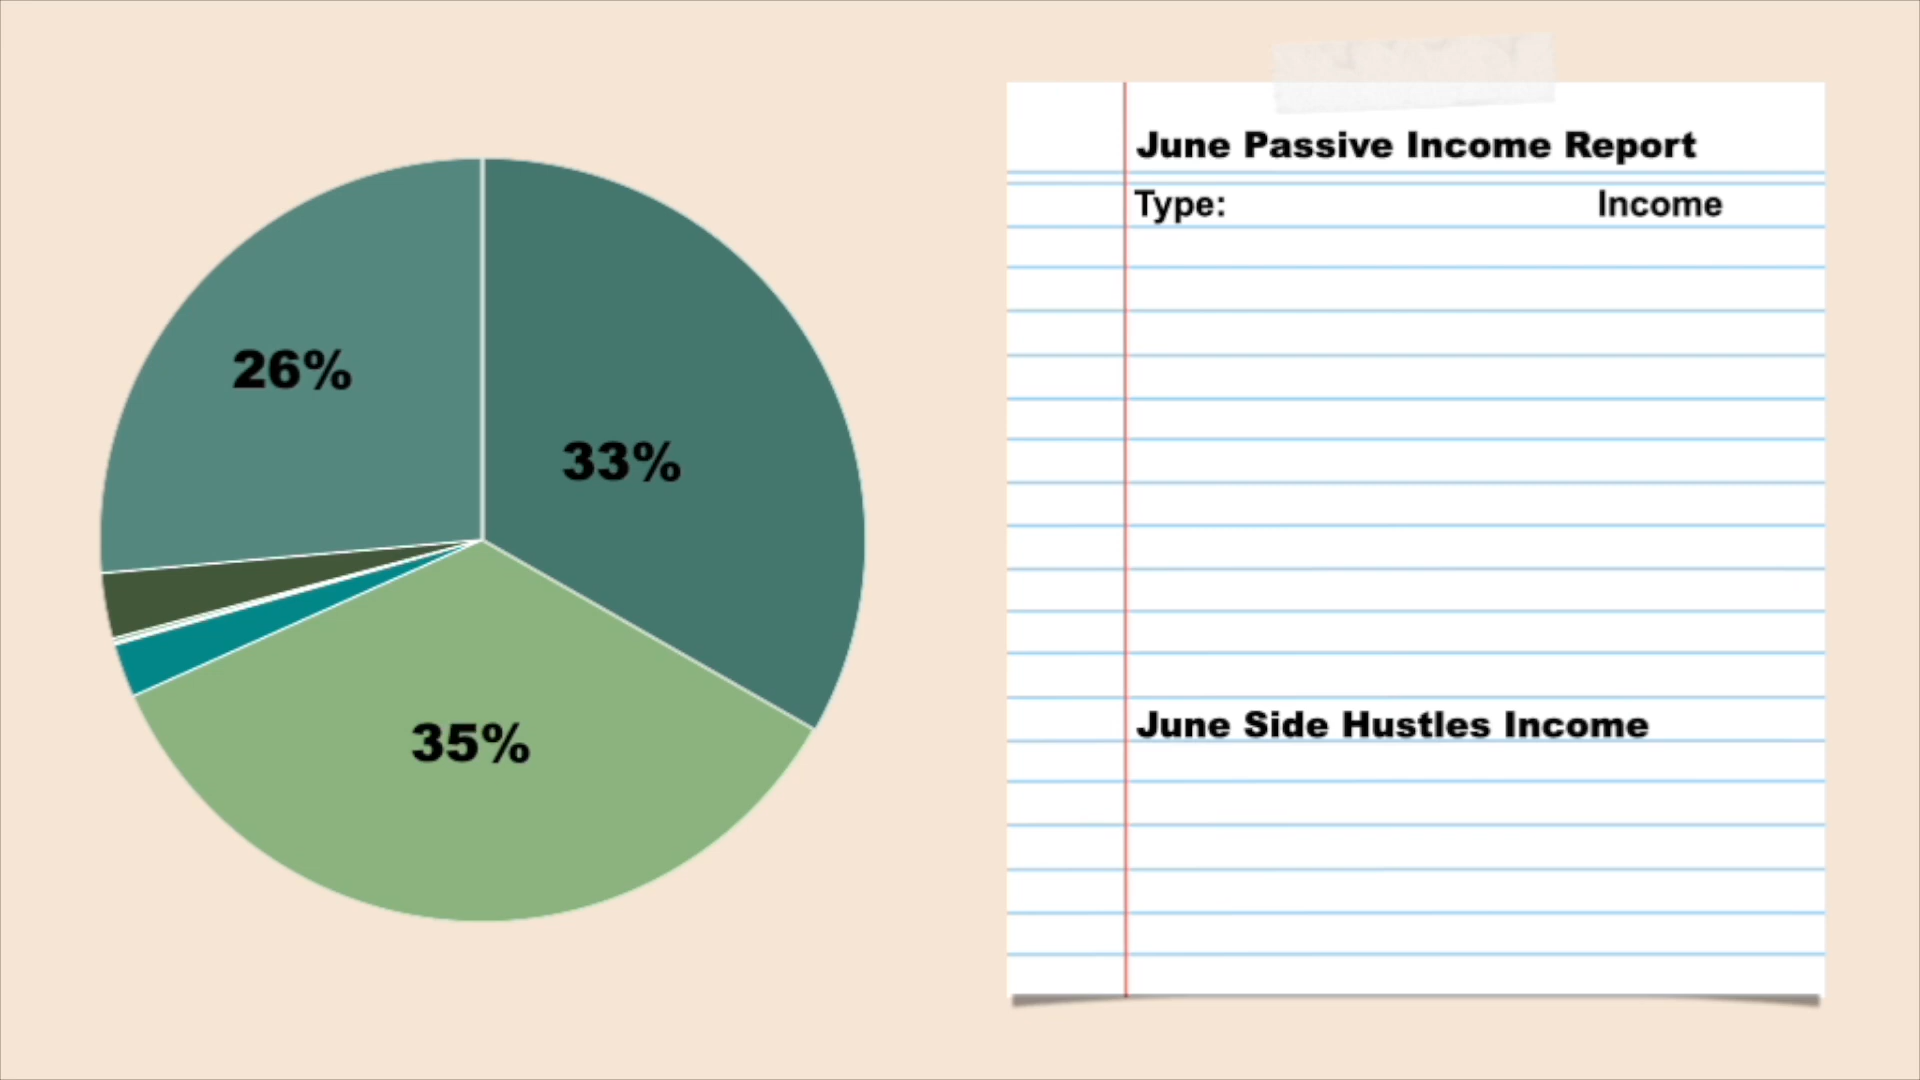 26%
33%
35%
June Passive Income Report
Type: Income
June Side Hustles Income